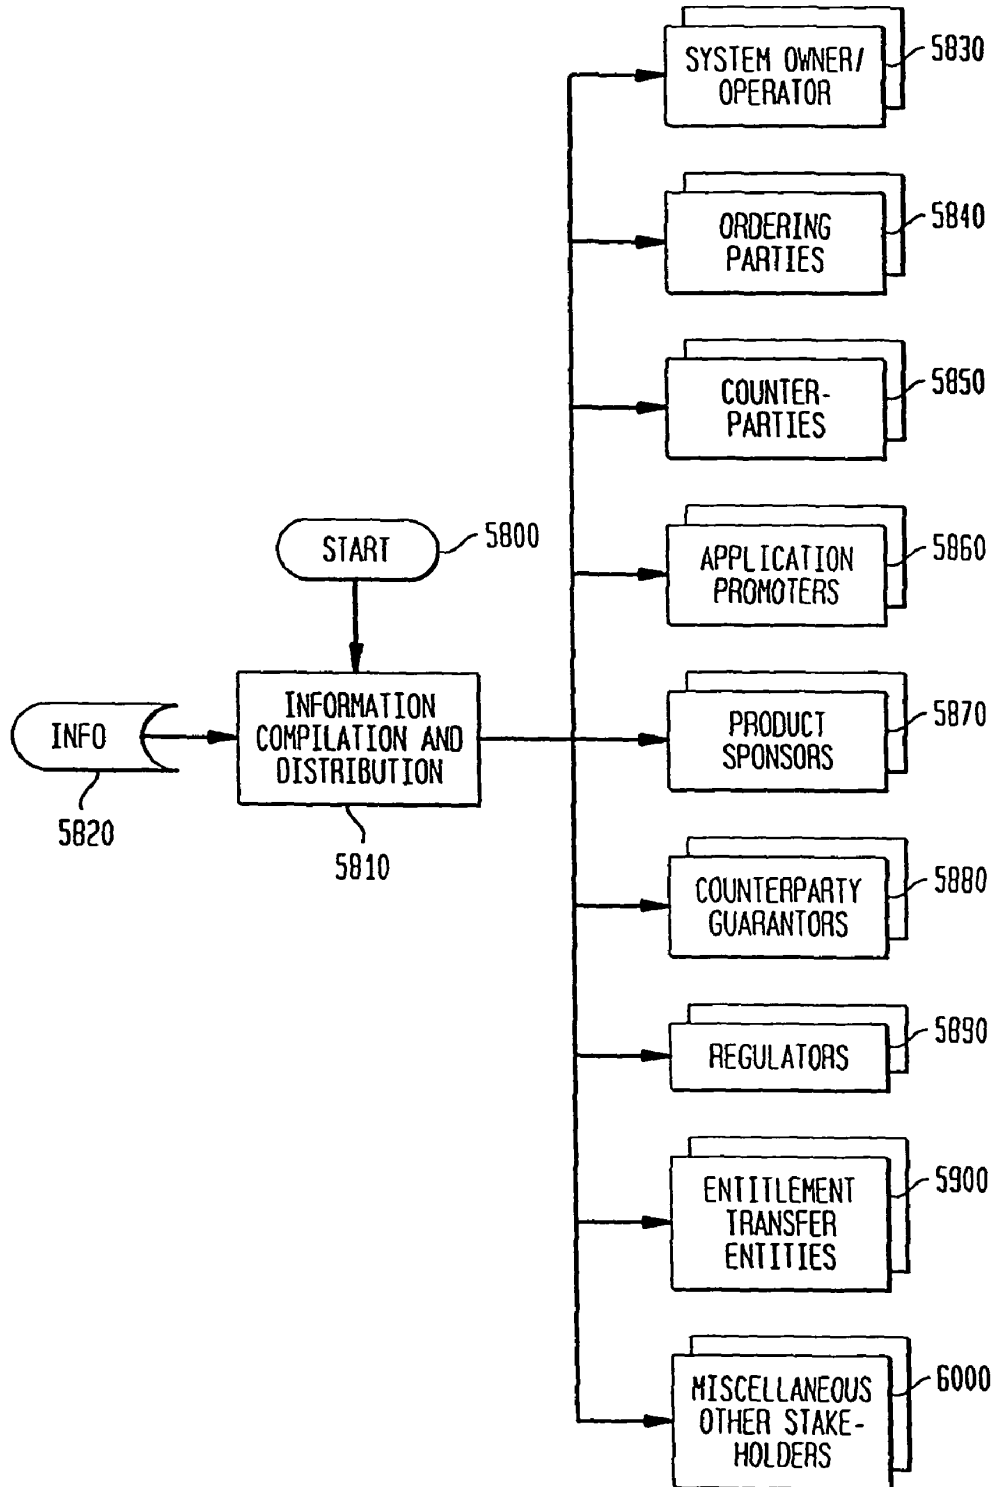 SYSTEM OWNER/
OPERATOR
5830
ORDERING
PARTIES
5840
COUNTER-
PARTIES
5850
START
5800
APPLICATION
PROMOTERS
5860
INFO
5820
INFORMATION
COMPILATION AND
DISTRIBUTION
5810
PRODUCT
SPONSORS
5870
COUNTERPARTY
GUARANTORS
5880
REGULATORS
5890
ENTITLEMENT
TRANSFER
ENTITIES
5900
MISCELLANEOUS
OTHER STAKE-
HOLDERS
6000